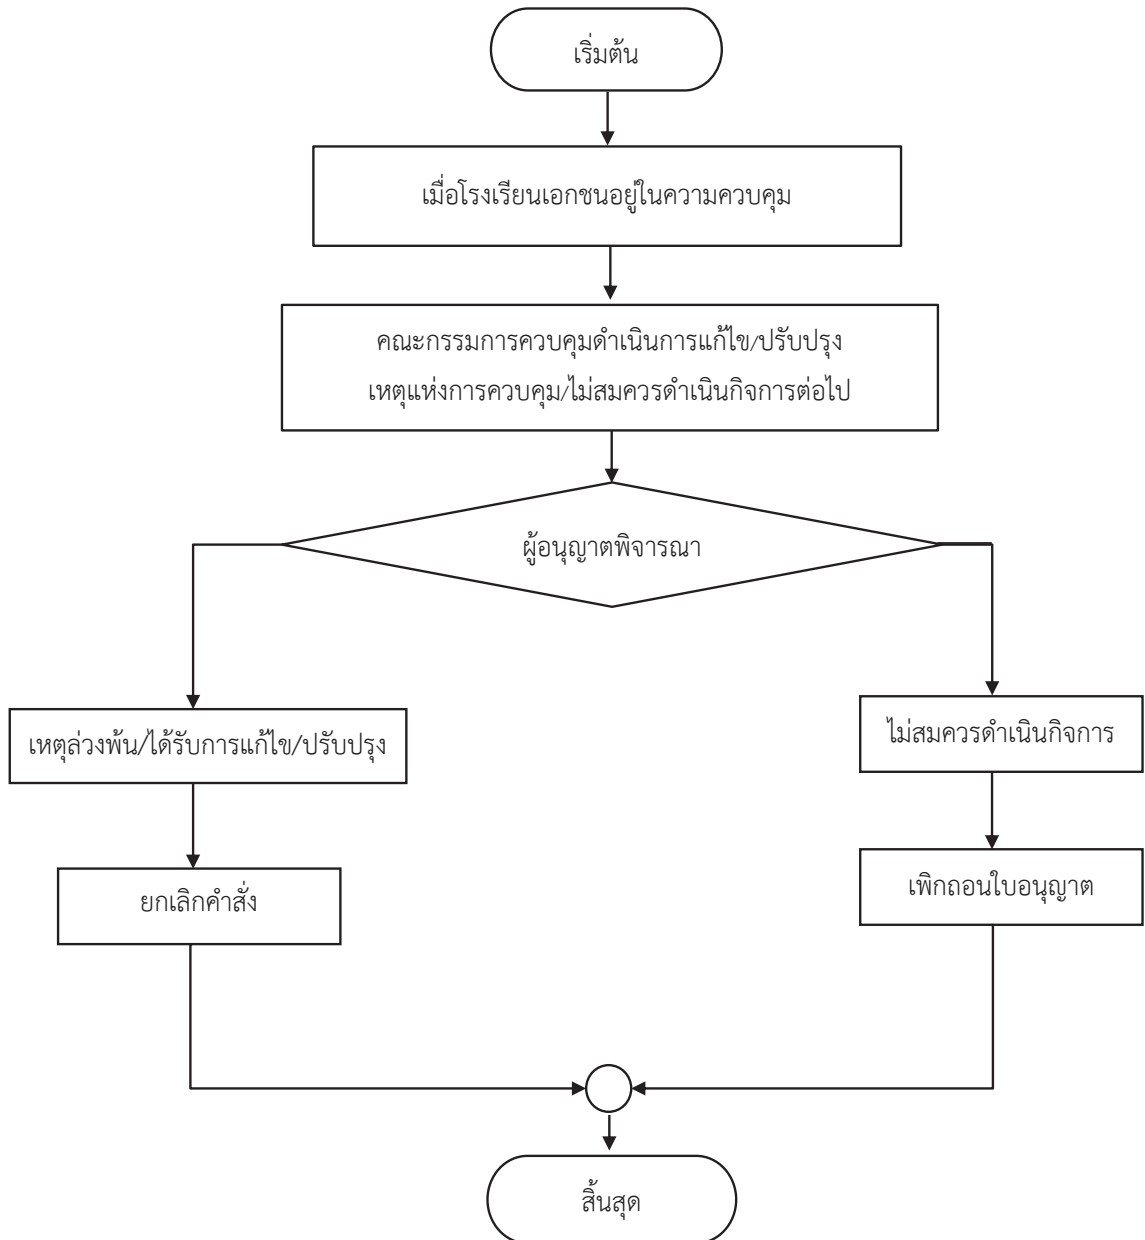 เริ่มต้น
เมื่อโรงเรียนเอกชนอยู่ในความควบคุม
คณะกรรมการควบคุมดำเนินการแก้ไข/ปรับปรุง
เหตุแห่งการควบคุม/ไม่สมควรดำเนินกิจการต่อไป
ผู้อนุญาตพิจารณา
เหตุล่วงพ้น/ได้รับการแก้ไข/ปรับปรุง
ไม่สมควรดำเนินกิจการ
ยกเลิกคำสั่ง
เพิกถอนใบอนุญาต
สิ้นสุด